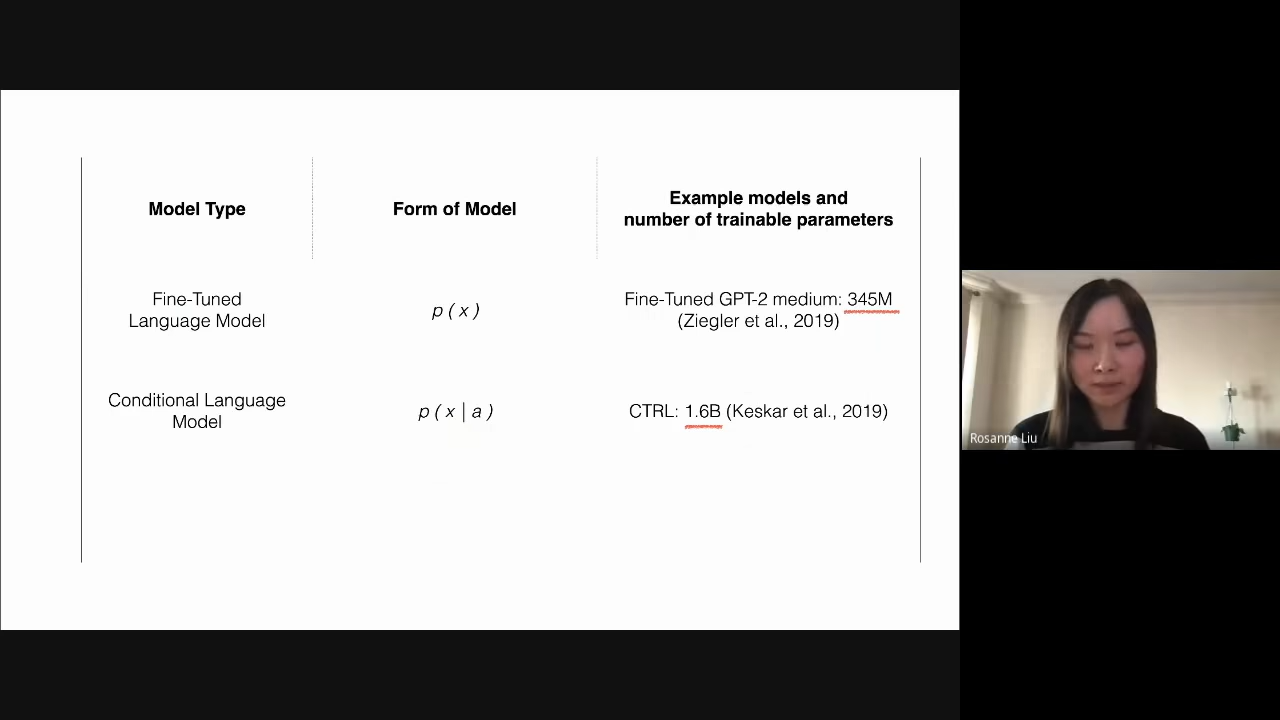 Model Type
Form of Model
Example models and
number of trainable parameters
Fine-Tuned
Language Model
p ( x )
Fine-Tuned GPT-2 medium: 345M
(Ziegler et al., 2019)
Conditional Language
Model
p ( x | a )
CTRL: 1.6B (Keskar et al., 2019)
Rosanne Liu